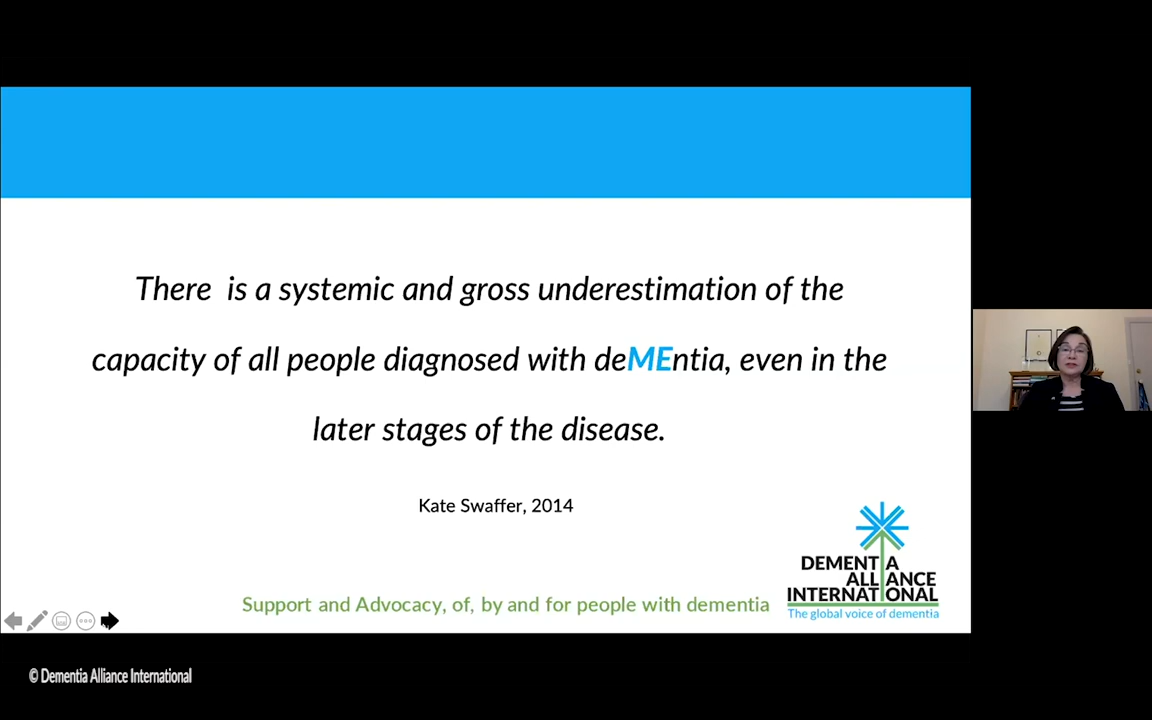 There  is a systemic and gross underestimation of the
capacity of all people diagnosed with deMEntia, even in the
later stages of the disease.
Kate Swaffer, 2014
DEMENTIA
ALLIANCE
INTERNATIONAL
The global voice of dementia
Support and Advocacy, of, by and for people with dementia
© Dementia Alliance International